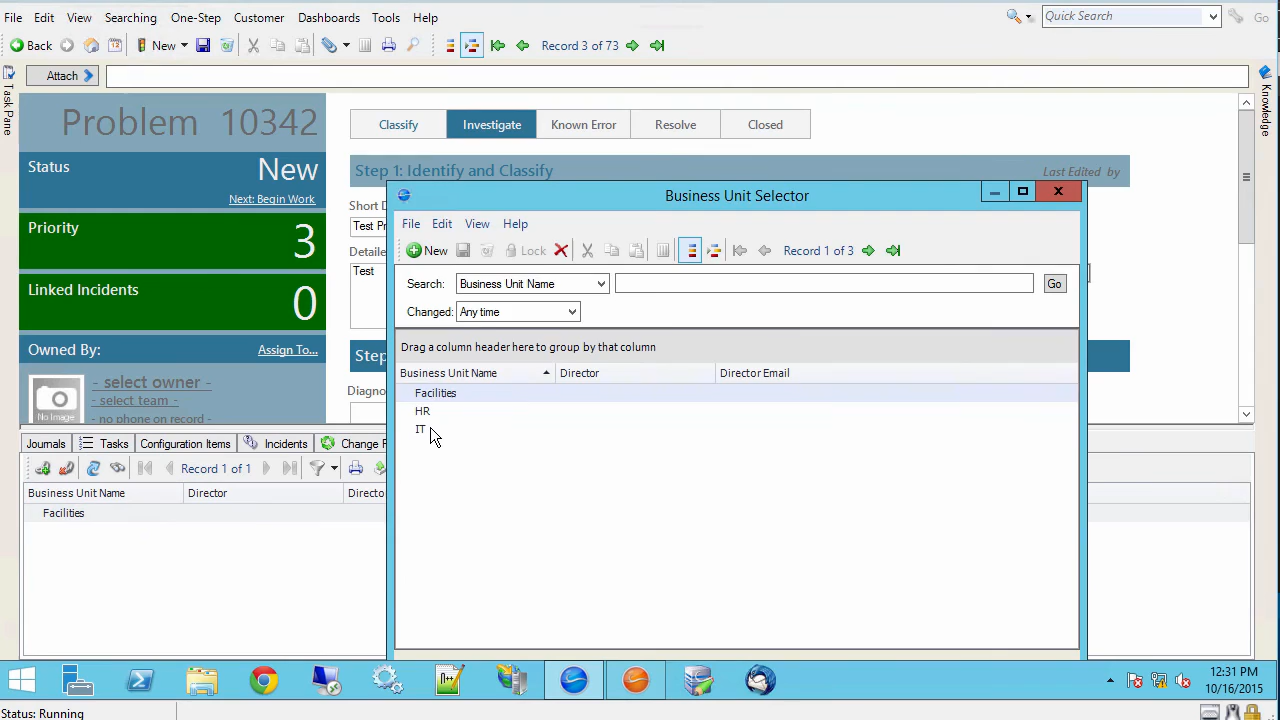 File Edit View Searching One-Step Customer Dashboards Tools Help Quick Search Go
Back 13 New Record 3 of 73
Attach
Task Pane
Knowledge
Problem 10342
Status New
Next: Begin Work
Priority 3
Linked Incidents 0
Owned By: Assign To...
No Image
- select owner -
- select team -
- no phone on record -
Classify Investigate Known Error Resolve Closed
Step 1: Identify and Classify Last Edited by
Short D
Test Pr
Detaile
Test
Step
Diagno
Business Unit Selector
File Edit View Help
New Lock Record 1 of 3
Search: Business Unit Name Go
Changed: Any time
Drag a column header here to group by that column
Business Unit Name Director Director Email
Facilities
HR
IT
Journals Tasks Configuration Items Incidents Change R
Record 1 of 1
Business Unit Name Director Directo
Facilities
12:31 PM
10/16/2015
Status: Running